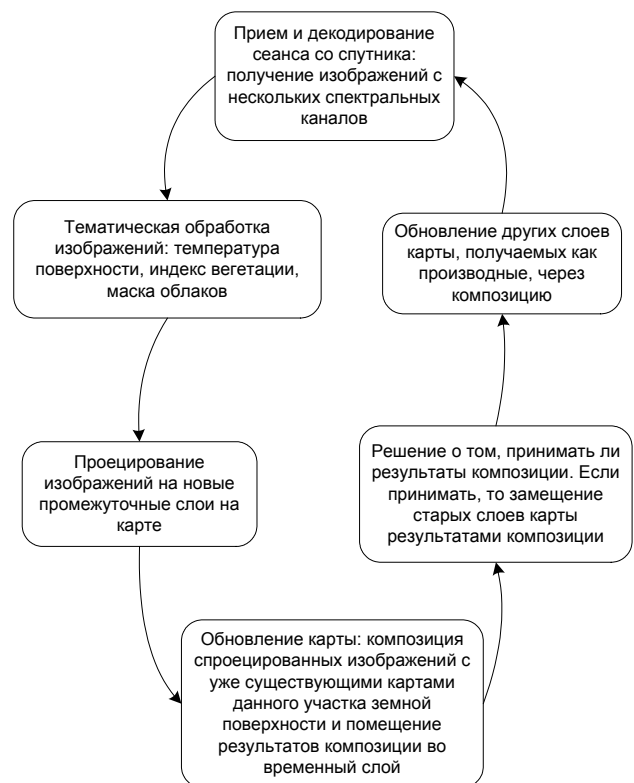 Прием и декодирование
сеанса со спутника:
получение изображений с
нескольких спектральных
каналов
Тематическая обработка
изображений: температура
поверхности, индекс вегетации,
маска облаков
Проецирование
изображений на новые
промежуточные слои на
карте
Обновление карты: композиция
спроецированных изображений с
уже существующими картами
данного участка земной
поверхности и помещение
результатов композиции во
временный слой
Решение о том, принимать ли
результаты композиции. Если
принимать, то замещение
старых слоев карты
результатами композиции
Обновление других слоев
карты, получаемых как
производные, через
композицию